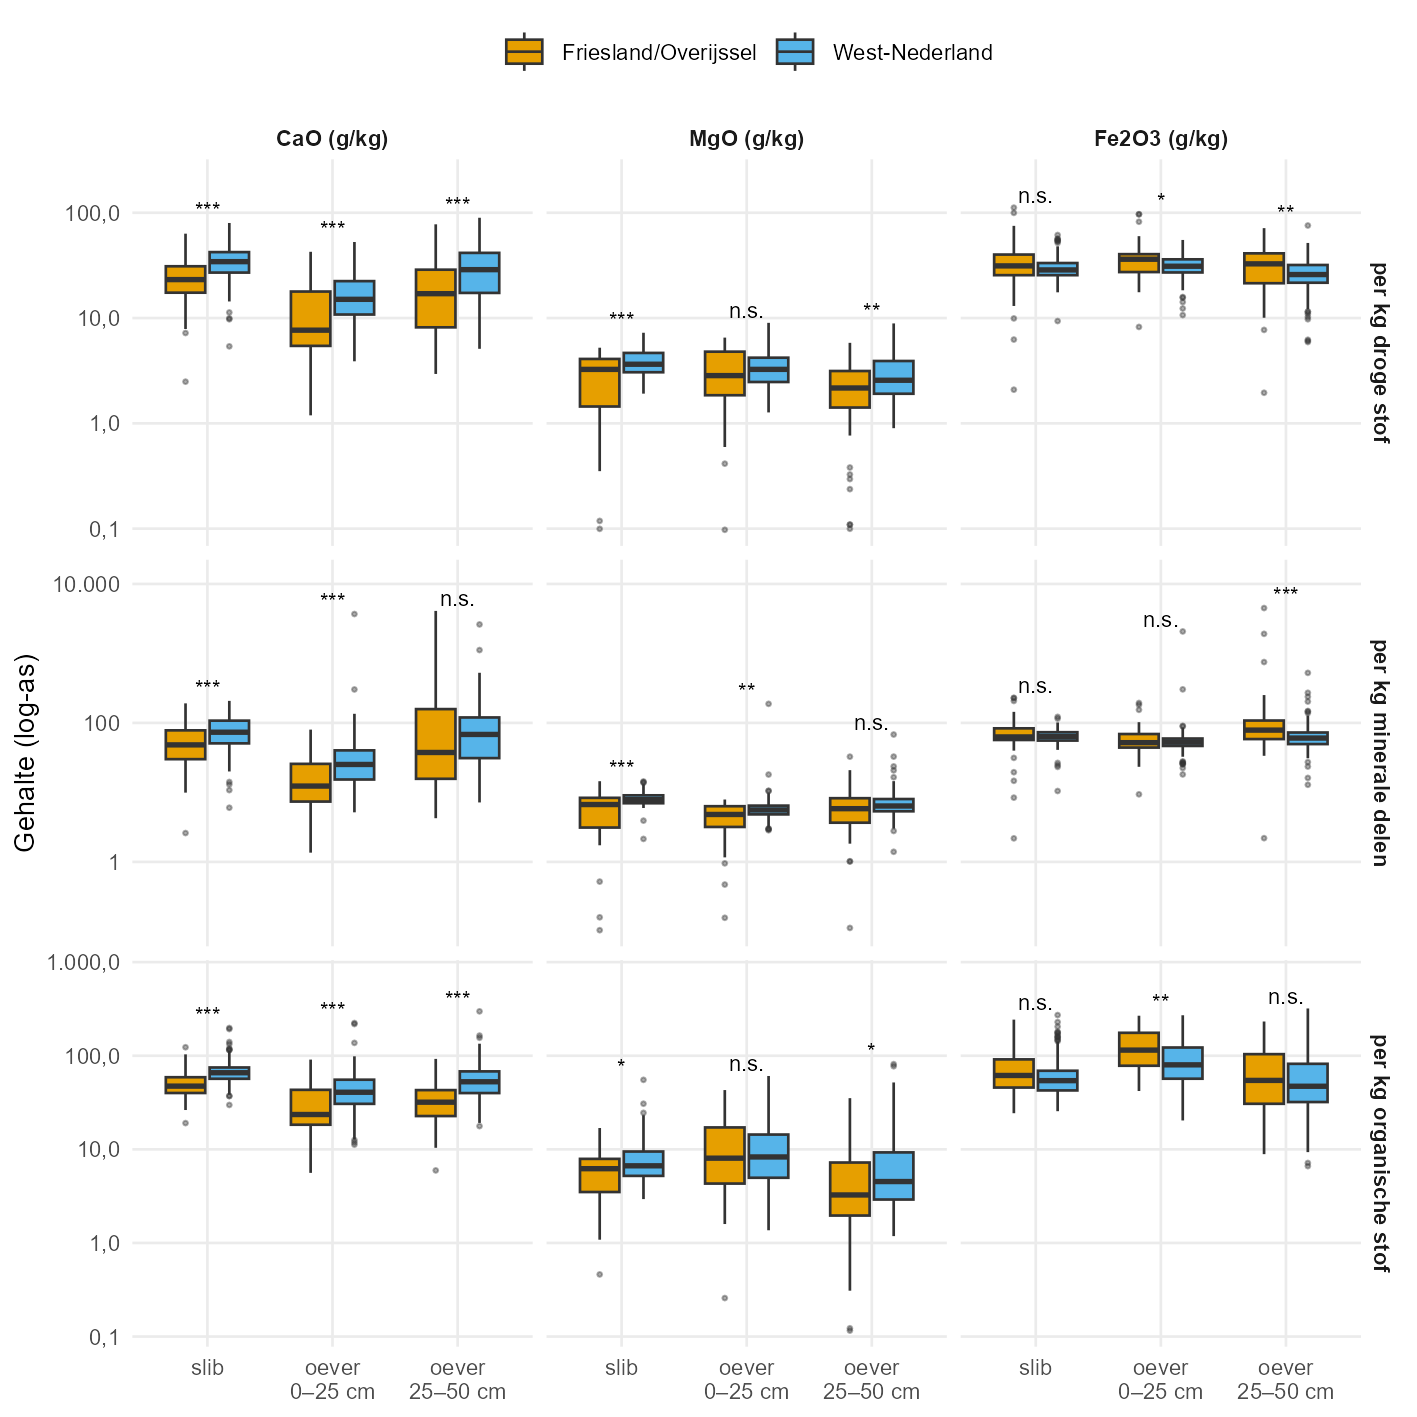 Friesland/Overijssel West-Nederland
CaO (g/kg) MgO (g/kg) Fe2O3 (g/kg)
*** *** *** *** n.s. ** n.s. * **
100,0
10,0
1,0
0,1
per kg droge stof
*** *** n.s. *** ** n.s. n.s. n.s. ***
10.000
100
1
per kg minerale delen
Gehalte (log-as)
*** *** *** * n.s. * n.s. ** n.s.
1.000,0
100,0
10,0
1,0
0,1
per kg organische stof
slib oever oever slib oever oever slib oever oever
0–25 cm 25–50 cm 0–25 cm 25–50 cm 0–25 cm 25–50 cm